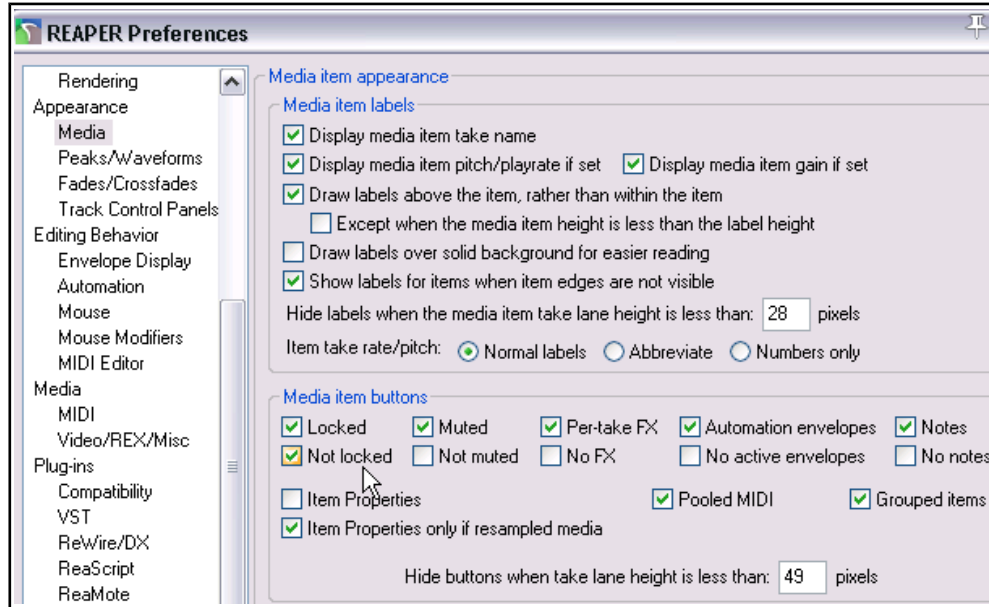 REAPER Preferences
Rendering
Appearance
Media
Peaks/Waveforms
Fades/Crossfades
Track Control Panels
Editing Behavior
Envelope Display
Automation
Mouse
Mouse Modifiers
MIDI Editor
Media
MIDI
Video/REX/Misc
Plug-ins
Compatibility
VST
ReWire/DX
ReaScript
ReaMote
Media item appearance
Media item labels
Display media item take name
Display media item pitch/playrate if set Display media item gain if set
Draw labels above the item, rather than within the item
Except when the media item height is less than the label height
Draw labels over solid background for easier reading
Show labels for items when item edges are not visible
Hide labels when the media item take lane height is less than: 28 pixels
Item take rate/pitch: Normal labels Abbreviate Numbers only
Media item buttons
Locked Muted Per-take FX Automation envelopes Notes
Not locked Not muted No FX No active envelopes No notes
Item Properties Pooled MIDI Grouped items
Item Properties only if resampled media
Hide buttons when take lane height is less than: 49 pixels